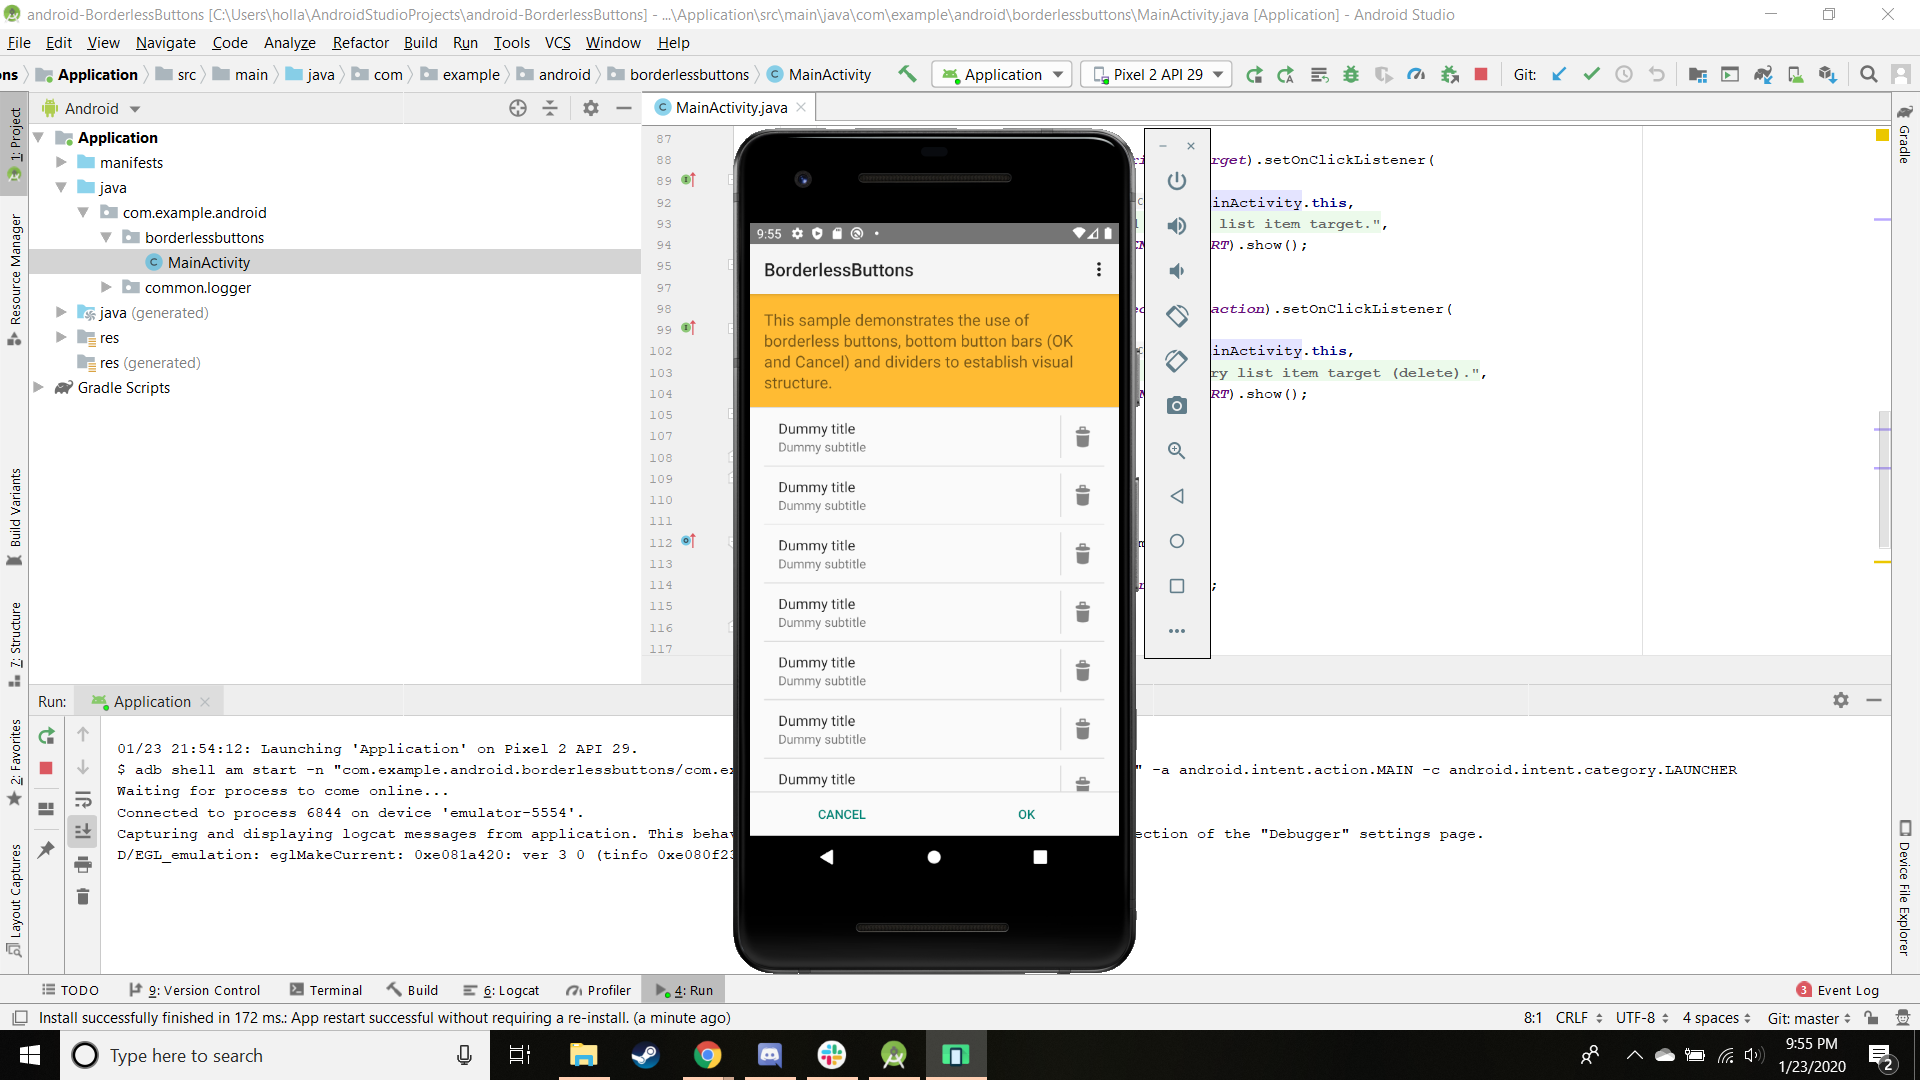 android-BorderlessButtons [C:\Users\holla\AndroidStudioProjects\android-BorderlessButtons] - ...\Application\src\main\java\com\example\android\borderlessbuttons\MainActivity.java [Application] - Android Studio
File Edit View Navigate Code Analyze Refactor Build Run Tools VCS Window Help
ns Application src main java com example android borderlessbuttons MainActivity Application Pixel 2 API 29 Git:
1: Project
Resource Manager
Build Variants
7: Structure
2: Favorites
Layout Captures
Android
Application
manifests
java
com.example.android
borderlessbuttons
MainActivity
common.logger
java (generated)
res
res (generated)
Gradle Scripts
MainActivity.java
87
88 rget).setOnClickListener(
89
92 inActivity.this,
93 list item target.",
94 RT).show();
95
97
98 action).setOnClickListener(
99
102 inActivity.this,
103 ry list item target (delete).",
104 RT).show();
105
107
108
109
110
111
112
113
114 ;
115
116
117
9:55
BorderlessButtons
This sample demonstrates the use of
borderless buttons, bottom button bars (OK
and Cancel) and dividers to establish visual
structure.
Dummy title
Dummy subtitle
Dummy title
Dummy subtitle
Dummy title
Dummy subtitle
Dummy title
Dummy subtitle
Dummy title
Dummy subtitle
Dummy title
Dummy subtitle
Dummy title
CANCEL OK
Gradle
Device File Explorer
Run: Application
01/23 21:54:12: Launching 'Application' on Pixel 2 API 29.
$ adb shell am start -n "com.example.android.borderlessbuttons/com.ex " -a android.intent.action.MAIN -c android.intent.category.LAUNCHER
Waiting for process to come online...
Connected to process 6844 on device 'emulator-5554'.
Capturing and displaying logcat messages from application. This behav ection of the "Debugger" settings page.
D/EGL_emulation: eglMakeCurrent: 0xe081a420: ver 3 0 (tinfo 0xe080f23
TODO 9: Version Control Terminal Build 6: Logcat Profiler 4: Run 3 Event Log
Install successfully finished in 172 ms.: App restart successful without requiring a re-install. (a minute ago) 8:1 CRLF UTF-8 4 spaces Git: master
Type here to search
9:55 PM
1/23/2020
2